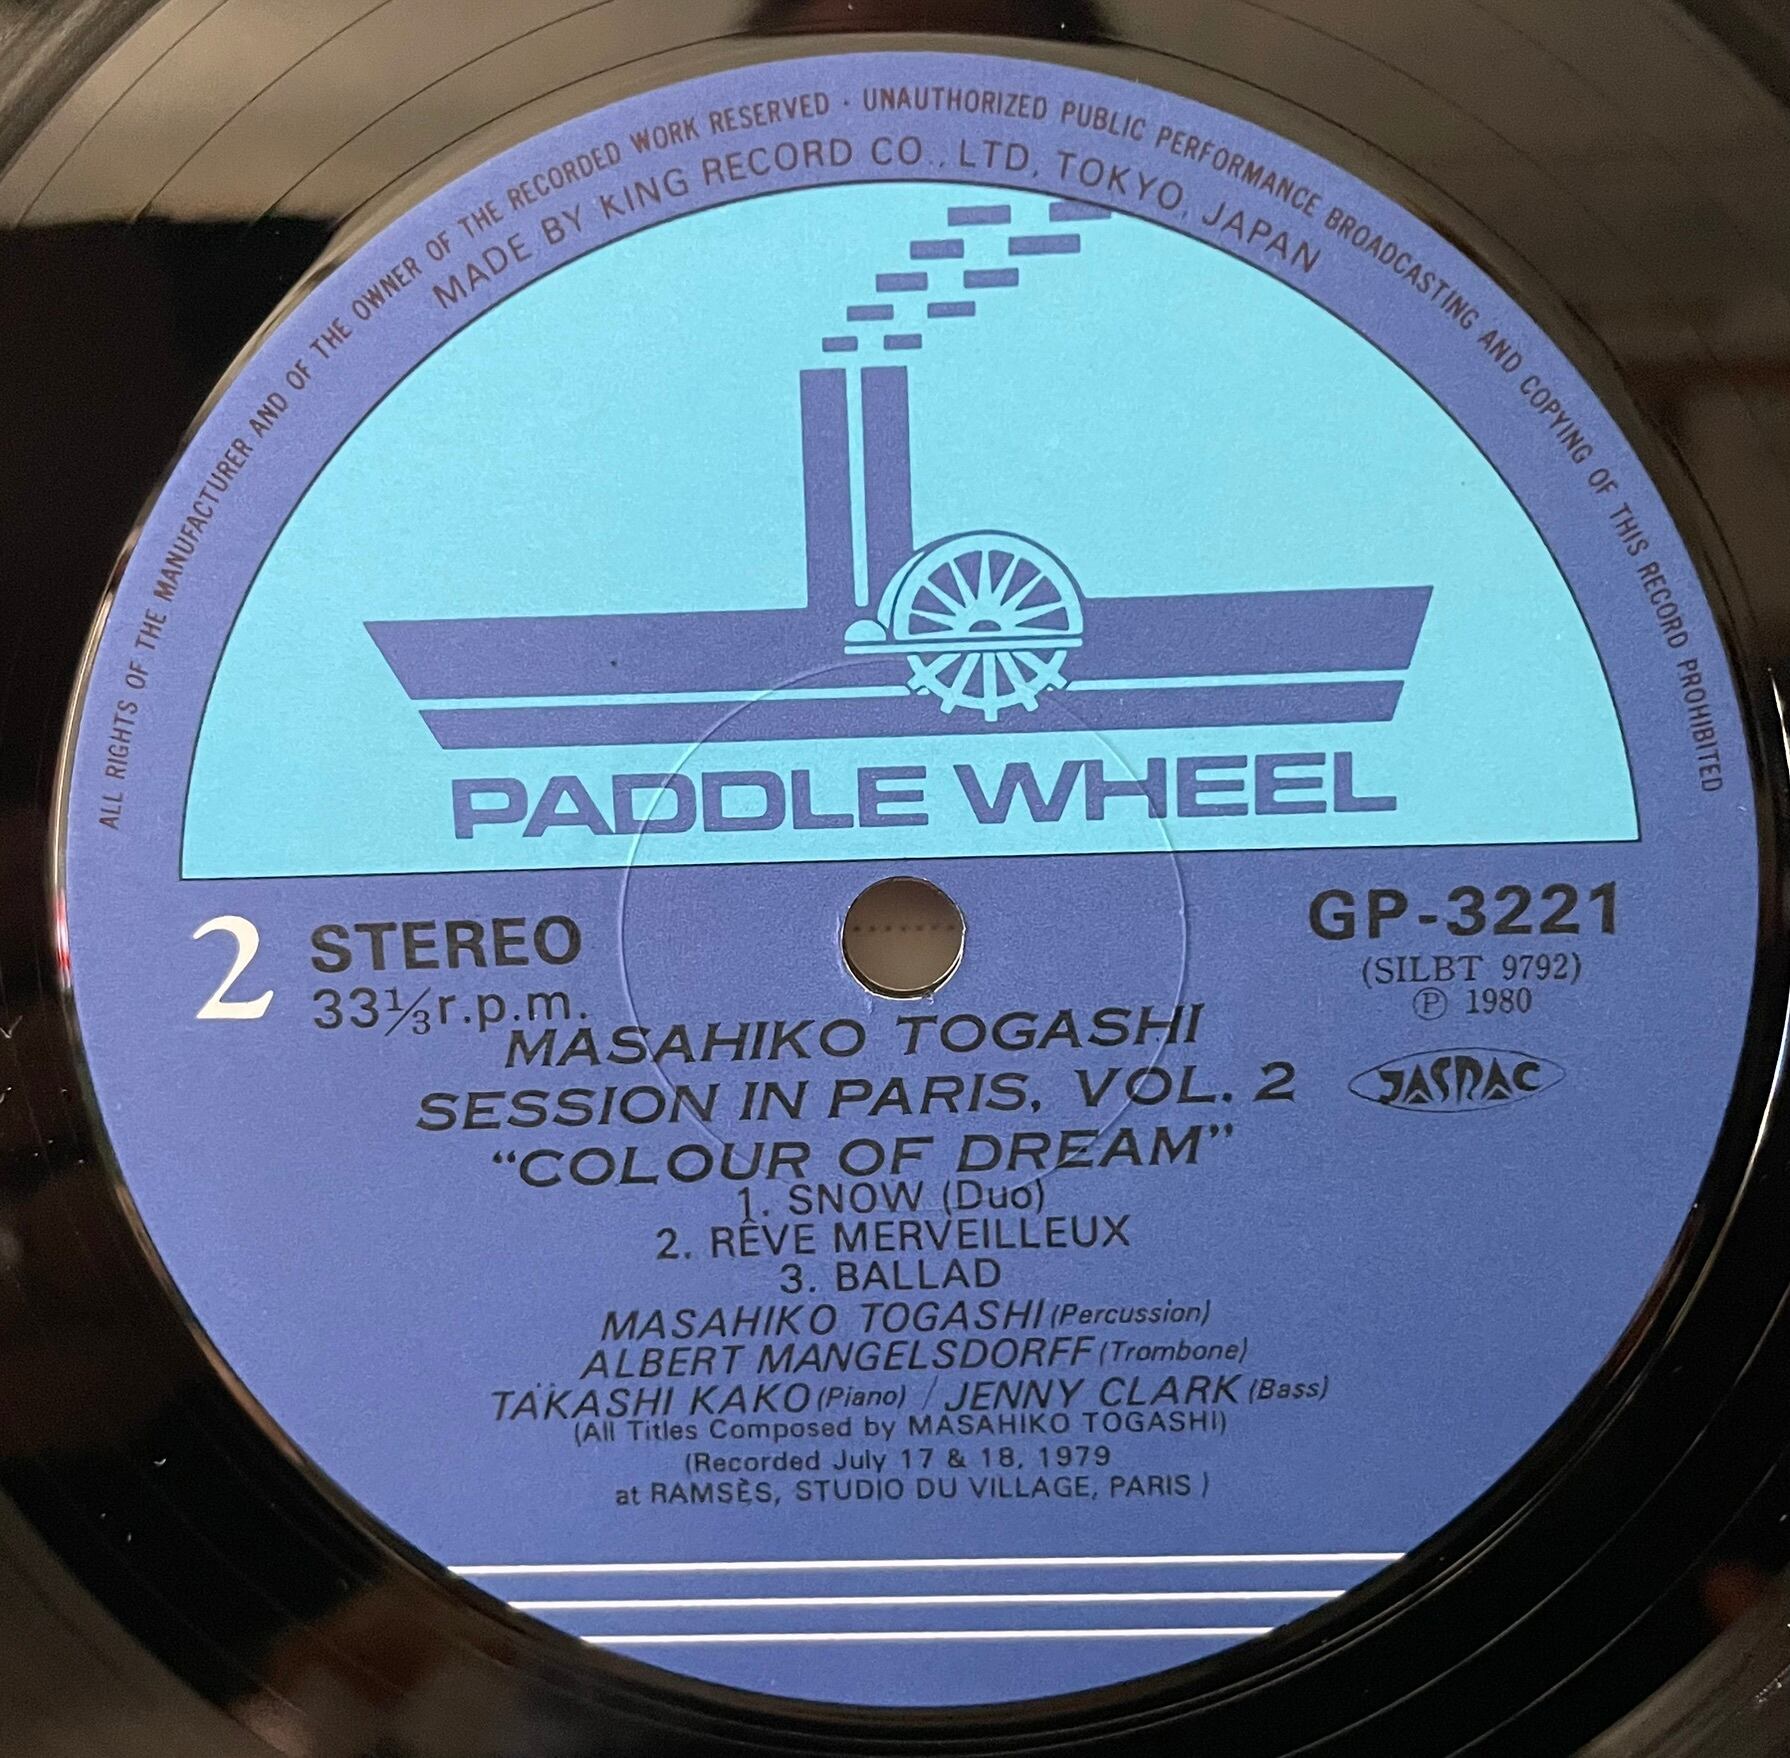 ALL RIGHTS OF THE MANUFACTURER AND OF THE OWNER OF THE RECORDED WORK RESERVED · UNAUTHORIZED PUBLIC PERFORMANCE BROADCASTING AND COPYING OF THIS RECORD PROHIBITED
MADE BY KING RECORD CO., LTD, TOKYO, JAPAN
PADDLE WHEEL
2 STEREO
33⅓ r.p.m.
GP-3221
(SILBT 9792)
Ⓟ 1980
JASRAC
MASAHIKO TOGASHI
SESSION IN PARIS, VOL. 2
“COLOUR OF DREAM”
1. SNOW (Duo)
2. RÊVE MERVEILLEUX
3. BALLAD
MASAHIKO TOGASHI (Percussion)
ALBERT MANGELSDORFF (Trombone)
TAKASHI KAKO (Piano) / JENNY CLARK (Bass)
(All Titles Composed by MASAHIKO TOGASHI)
(Recorded July 17 & 18, 1979
at RAMSÈS, STUDIO DU VILLAGE, PARIS )